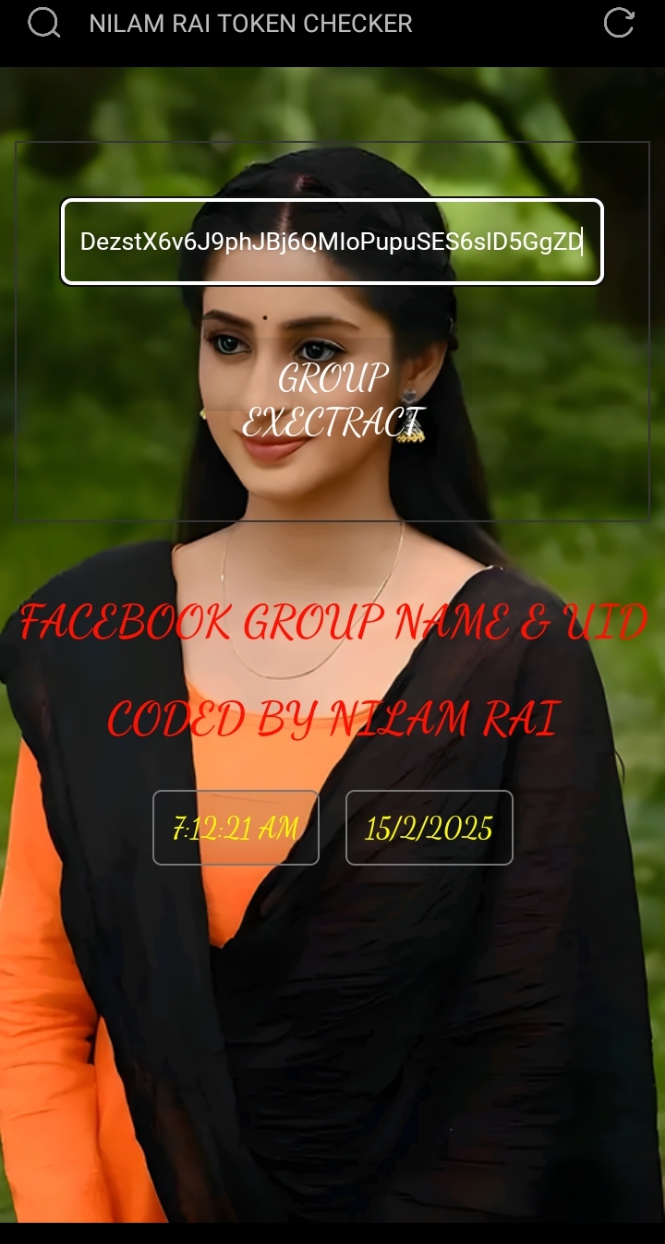 NILAM RAI TOKEN CHECKER
DezstX6v6J9phJBj6QMIoPupuSES6sID5GgZD
GROUP
EXECTRACT
FACEBOOK GROUP NAME & UID
CODED BY NILAM RAI
7:12:21 AM
15/2/2025